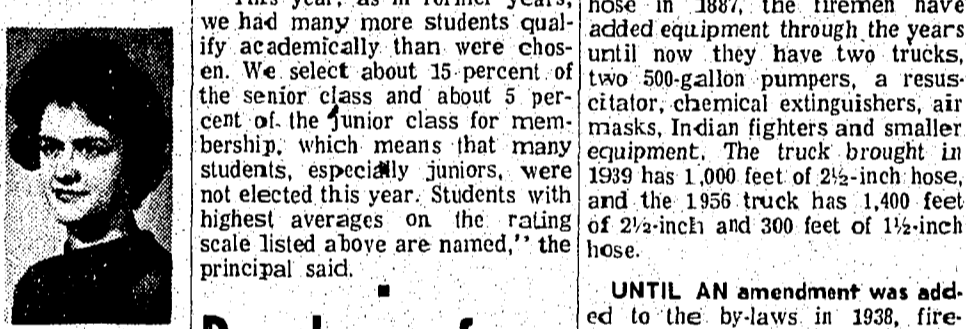 This year, as in former years,
we had many more students qual-
ify academically than were chos-
en. We select about 15 percent of
the senior class and about 5 per-
cent of the junior class for mem-
bership, which means that many
students, especially juniors, were
not elected this year. Students with
highest averages on the rating
scale listed above are named," the
principal said.
hose in 1887, the firemen have
added equipment through the years
until now they have two trucks,
two 500-gallon pumpers, a resus-
citator, chemical extinguishers, air
masks, Indian fighters and smaller
equipment. The truck brought in
1939 has 1,000 feet of 2½-inch hose,
and the 1956 truck has 1,400 feet
of 2½-inch and 300 feet of 1½-inch
hose.
UNTIL AN amendment was add-
ed to the by-laws in 1938, fire-